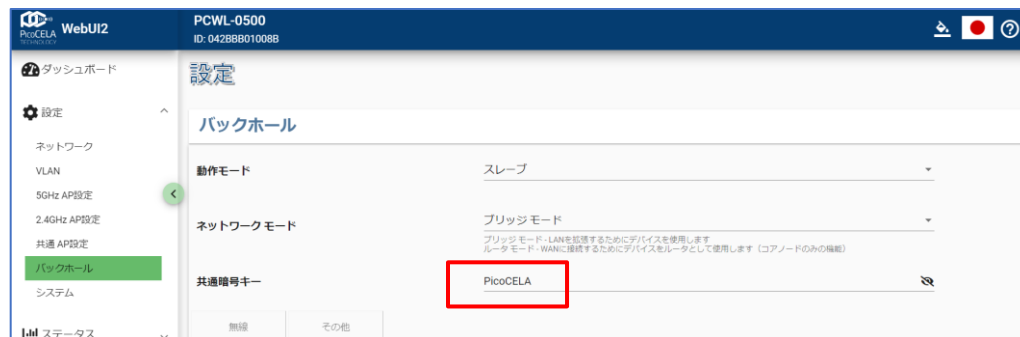 PicoCELA
TECHNOLOGY
WebUI2
PCWL-0500
ID: 042BBB01008B
ダッシュボード
設定
設定
バックホール
ネットワーク
VLAN
動作モード
スレーブ
5GHz AP設定
2.4GHz AP設定
ネットワーク モード
ブリッジ モード
ブリッジ モード - LANを拡張するためにデバイスを使用します
ルータ モード - WANに接続するためにデバイスをルータとして使用します（コアノードのみの機能）
共通 AP設定
バックホール
共通暗号キー
PicoCELA
システム
無線
その他
ステータス